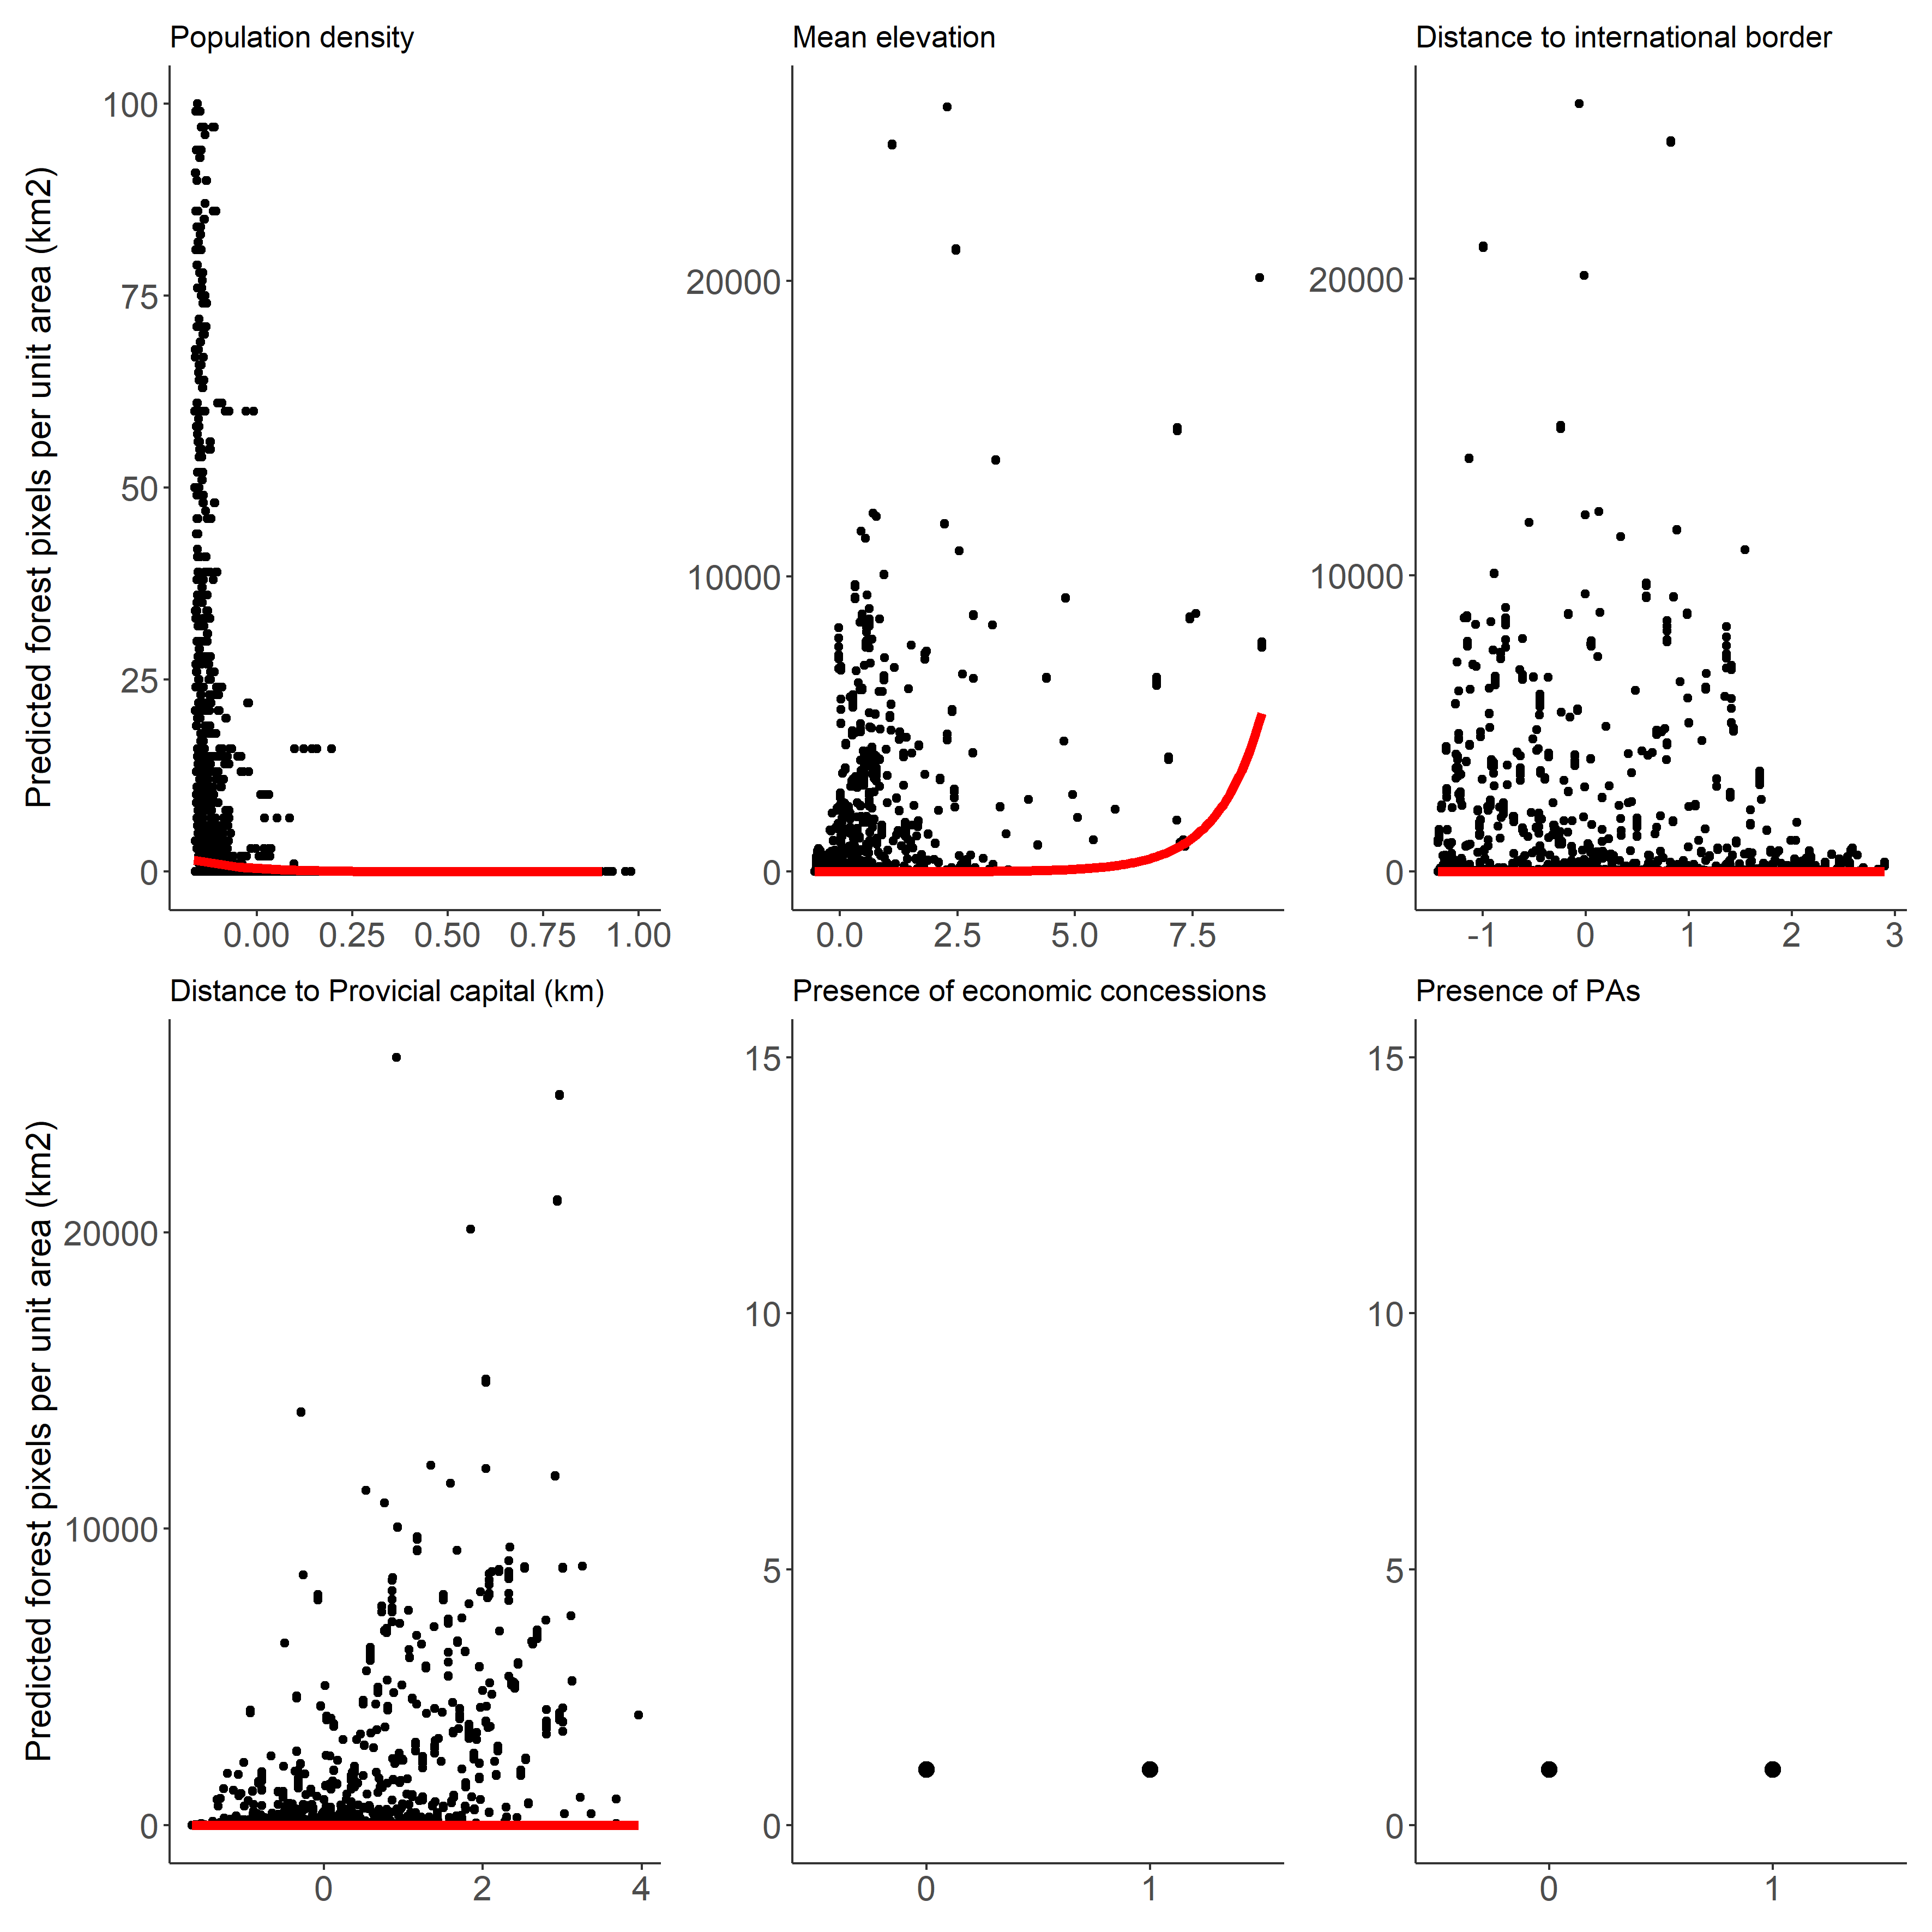 Population density
Mean elevation
Distance to international border
Predicted forest pixels per unit area (km2)
100
75
50
25
0
20000
10000
0
20000
10000
0
0.00 0.25 0.50 0.75 1.00
0.0 2.5 5.0 7.5
-1 0 1 2 3
Distance to Provicial capital (km)
Presence of economic concessions
Presence of PAs
Predicted forest pixels per unit area (km2)
20000
10000
0
15
10
5
0
15
10
5
0
0 2 4
0 1
0 1